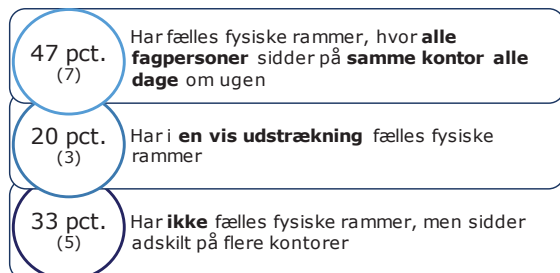 47 pct.
(7)
Har fælles fysiske rammer, hvor alle
fagpersoner sidder på samme kontor alle
dage om ugen
20 pct.
(3)
Har i en vis udstrækning fælles fysiske
rammer
33 pct.
(5)
Har ikke fælles fysiske rammer, men sidder
adskilt på flere kontorer